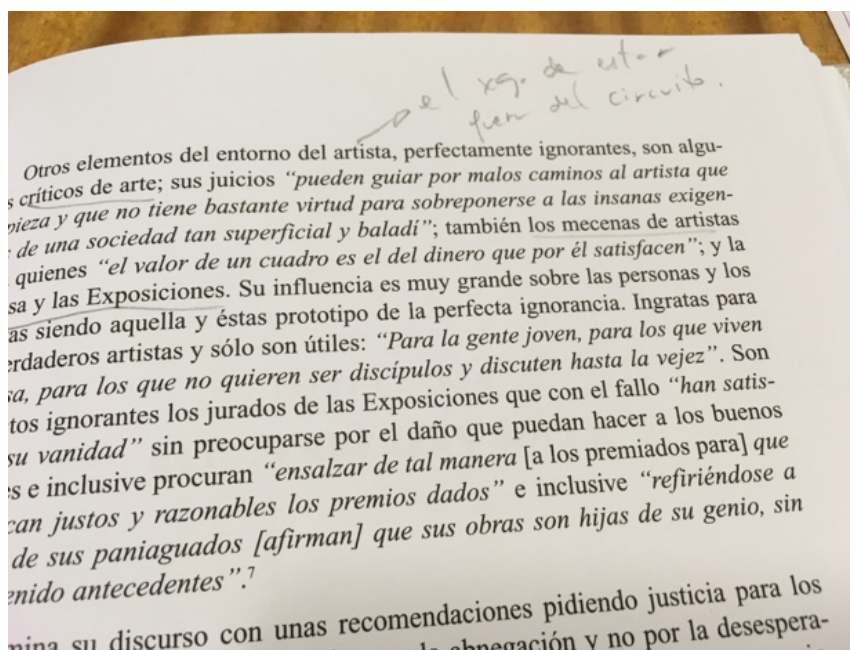 el xq. de estar
fuera del circuito.
Otros elementos del entorno del artista, perfectamente ignorantes, son algu-
s críticos de arte; sus juicios “pueden guiar por malos caminos al artista que
pieza y que no tiene bastante virtud para sobreponerse a las insanas exigen-
de una sociedad tan superficial y baladí”; también los mecenas de artistas
quienes “el valor de un cuadro es el del dinero que por él satisfacen”; y la
sa y las Exposiciones. Su influencia es muy grande sobre las personas y los
as siendo aquella y éstas prototipo de la perfecta ignorancia. Ingratas para
erdaderos artistas y sólo son útiles: “Para la gente joven, para los que viven
sa, para los que no quieren ser discípulos y discuten hasta la vejez”. Son
tos ignorantes los jurados de las Exposiciones que con el fallo “han satis-
su vanidad” sin preocuparse por el daño que puedan hacer a los buenos
s e inclusive procuran “ensalzar de tal manera [a los premiados para] que
can justos y razonables los premios dados” e inclusive “refiriéndose a
de sus paniaguados [afirman] que sus obras son hijas de su genio, sin
enido antecedentes”.7
mina su discurso con unas recomendaciones pidiendo justicia para los
abnegación y no por la desespera-